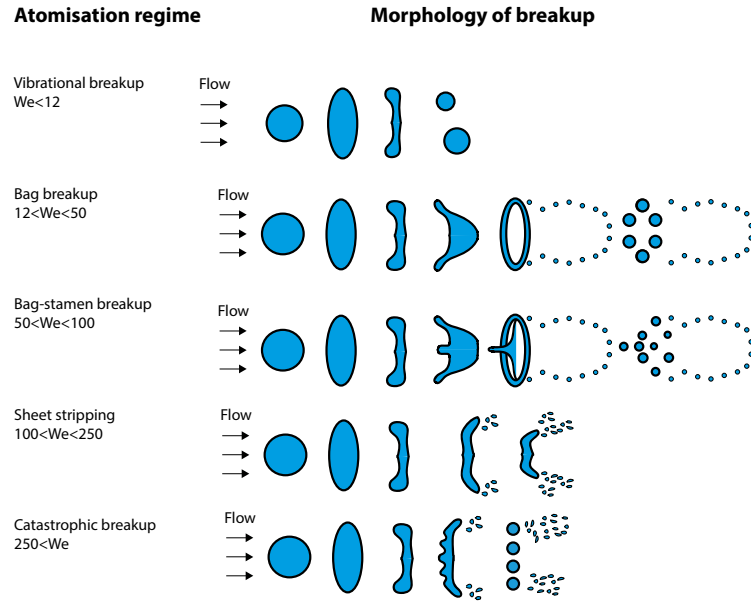 Atomisation regime
Morphology of breakup
Vibrational breakup
We<12
Flow
Bag breakup
12<We<50
Flow
Bag-stamen breakup
50<We<100
Flow
Sheet stripping
100<We<250
Flow
Catastrophic breakup
250<We
Flow